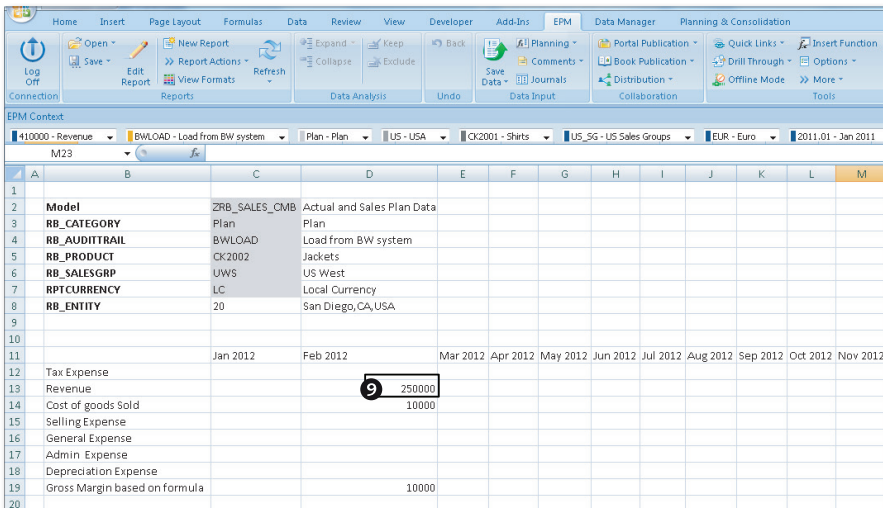 Home Insert Page Layout Formulas Data Review View Developer Add-Ins EPM Data Manager Planning & Consolidation
Log Off
Open
Save
Edit Report
New Report
Report Actions
View Formats
Refresh
Expand
Collapse
Keep
Exclude
Back
Save Data
Planning
Comments
Journals
Portal Publication
Book Publication
Distribution
Quick Links
Drill Through
Offline Mode
Insert Function
Options
More
Connection Reports Data Analysis Undo Data Input Collaboration Tools
EPM Context
410000 - Revenue BWLOAD - Load from BW system Plan - Plan US - USA CK2001 - Shirts US_SG - US Sales Groups EUR - Euro 2011.01 - Jan 2011
M23 fx
A B C D E F G H I J K L M
1
2 Model ZRB_SALES_CMB Actual and Sales Plan Data
3 RB_CATEGORY Plan Plan
4 RB_AUDITTRAIL BWLOAD Load from BW system
5 RB_PRODUCT CK2002 Jackets
6 RB_SALESGRP UWS US West
7 RPTCURRENCY LC Local Currency
8 RB_ENTITY 20 San Diego,CA,USA
9
10
11 Jan 2012 Feb 2012 Mar 2012 Apr 2012 May 2012 Jun 2012 Jul 2012 Aug 2012 Sep 2012 Oct 2012 Nov 2012
12 Tax Expense
13 Revenue 9 250000
14 Cost of goods Sold 10000
15 Selling Expense
16 General Expense
17 Admin Expense
18 Depreciation Expense
19 Gross Margin based on formula 10000
20